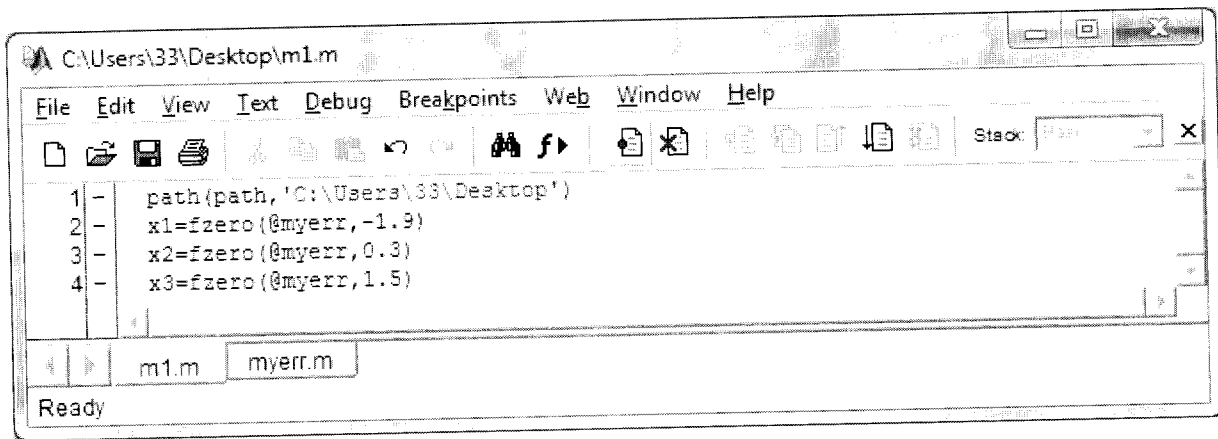 C:\Users\33\Desktop\m1.m
File Edit View Text Debug Breakpoints Web Window Help
Stack:
1 - path(path,'C:\Users\33\Desktop')
2 - x1=fzero(@myerr,-1.9)
3 - x2=fzero(@myerr,0.3)
4 - x3=fzero(@myerr,1.5)
m1.m myerr.m
Ready